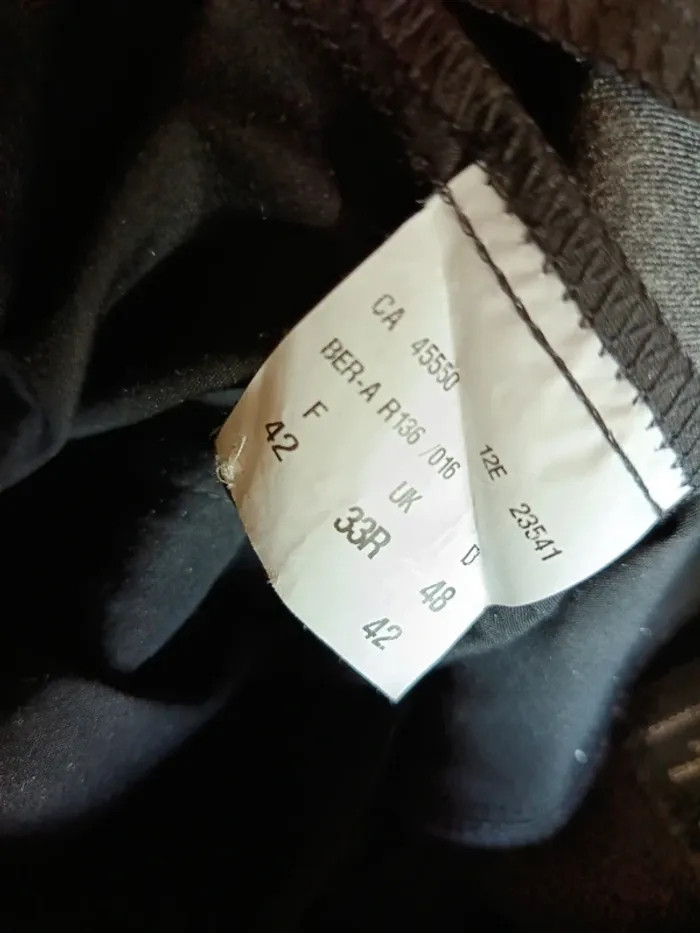 CA 45550 12E 23541
BER-A R136 /016
F UK D
42 33R 48
42